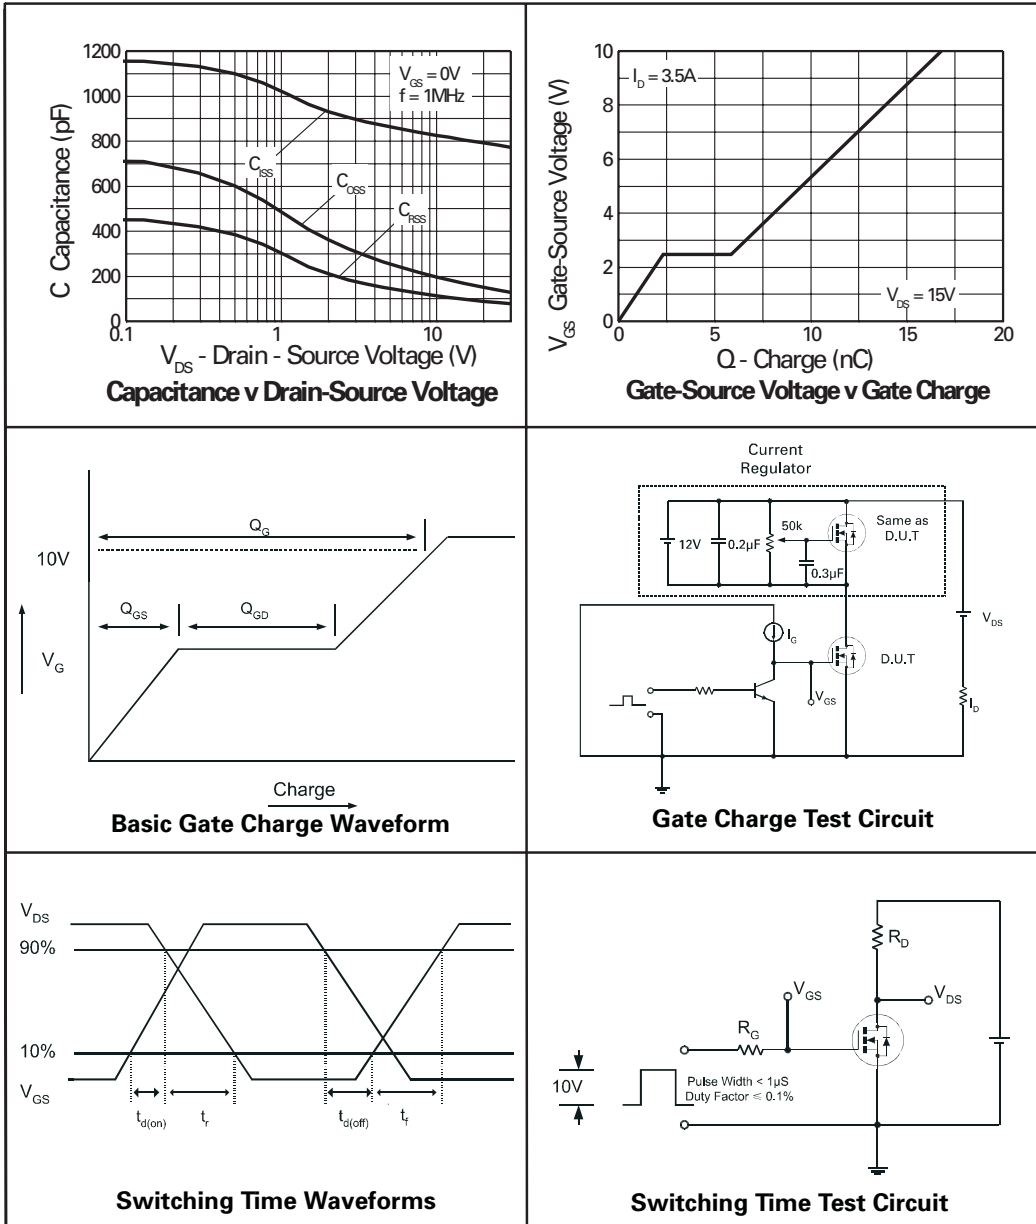 1200
1000
800
600
400
200
0
0.1
1
10
C Capacitance (pF)
V_GS = 0V
f = 1MHz
C_ISS
C_OSS
C_RSS
V_DS - Drain - Source Voltage (V)
Capacitance v Drain-Source Voltage
10
8
6
4
2
0
0
5
10
15
20
V_GS Gate-Source Voltage (V)
I_D = 3.5A
V_DS = 15V
Q - Charge (nC)
Gate-Source Voltage v Gate Charge
Q_G
10V
Q_GS
Q_GD
V_G
Charge
Basic Gate Charge Waveform
Current
Regulator
12V
0.2µF
50k
0.3µF
Same as
D.U.T
I_G
V_DS
D.U.T
V_GS
I_D
Gate Charge Test Circuit
V_DS
90%
10%
V_GS
t_d(on)
t_r
t_d(off)
t_f
Switching Time Waveforms
R_D
V_GS
V_DS
R_G
10V
Pulse Width < 1µS
Duty Factor ≤ 0.1%
Switching Time Test Circuit